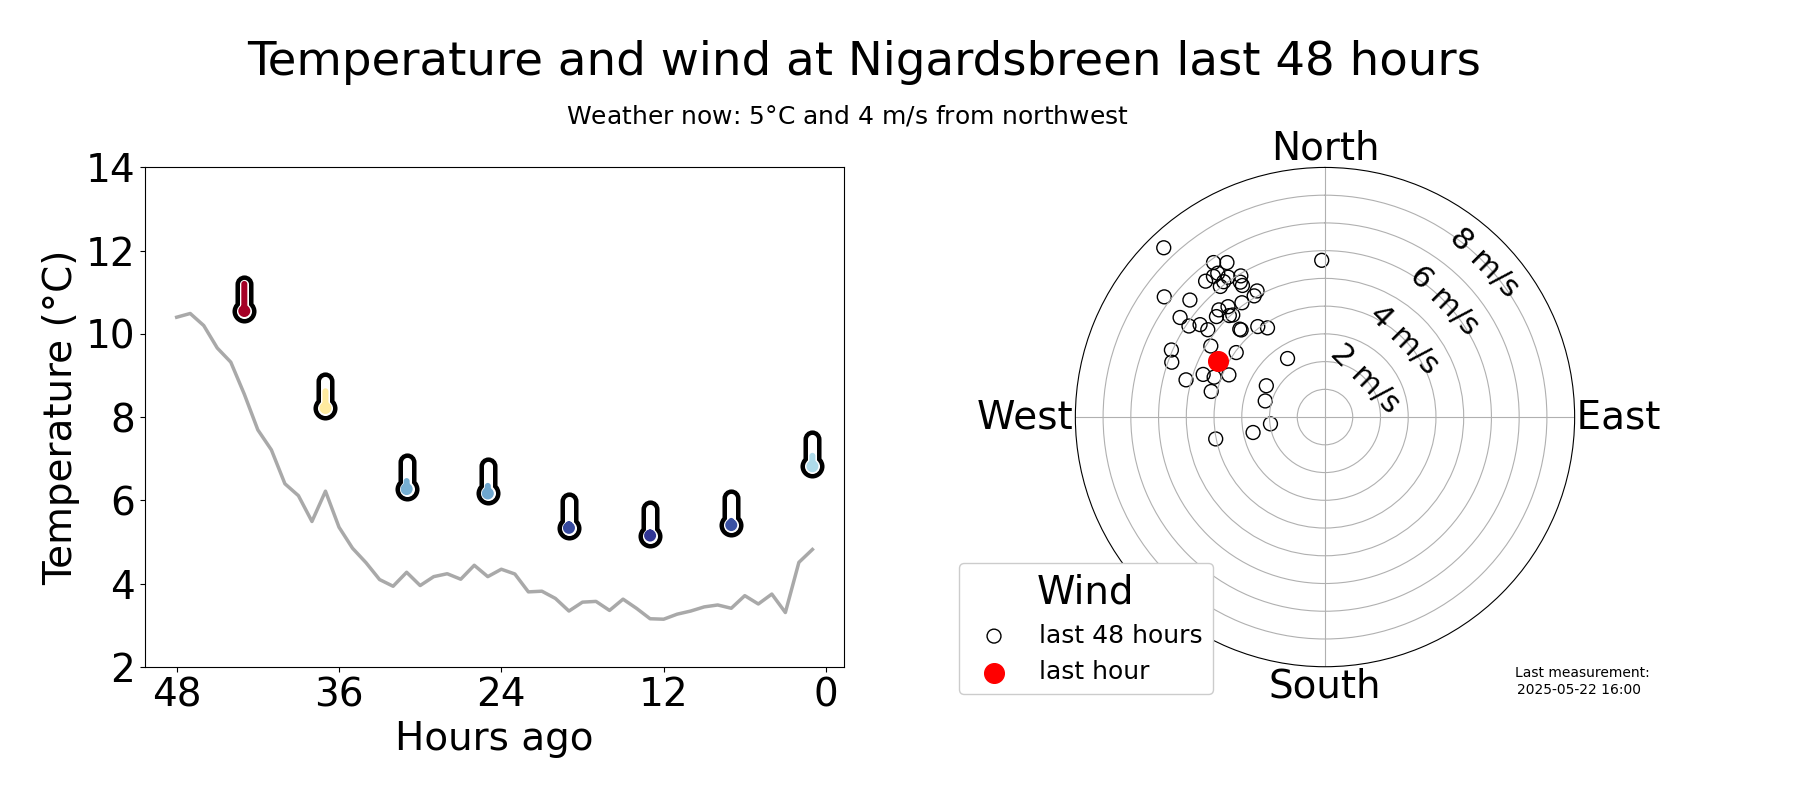 Temperature and wind at Nigardsbreen last 48 hours
Weather now: 5°C and 4 m/s from northwest
14
12
10
8
6
4
2
Temperature (°C)
48 36 24 12 0
Hours ago
North
West
East
South
8 m/s
6 m/s
4 m/s
2 m/s
Wind
last 48 hours
last hour
Last measurement:
2025-05-22 16:00